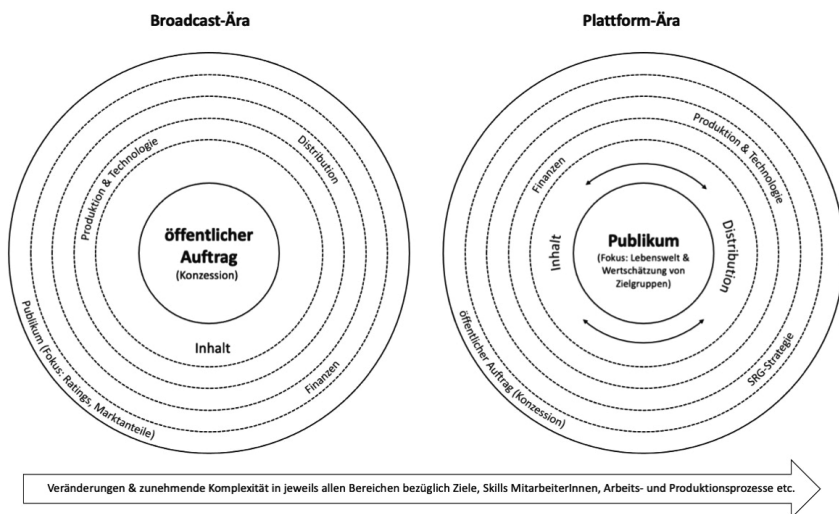 Broadcast-Ära
Produktion & Technologie
Distribution
öffentlicher
Auftrag
(Konzession)
Inhalt
Finanzen
Publikum (Fokus: Ratings, Marktanteile)
Plattform-Ära
Produktion & Technologie
Finanzen
Inhalt
Publikum
(Fokus: Lebenswelt &
Wertschätzung von
Zielgruppen)
Distribution
öffentlicher Auftrag (Konzession)
SRG-Strategie
Veränderungen & zunehmende Komplexität in jeweils allen Bereichen bezüglich Ziele, Skills MitarbeiterInnen, Arbeits- und Produktionsprozesse etc.